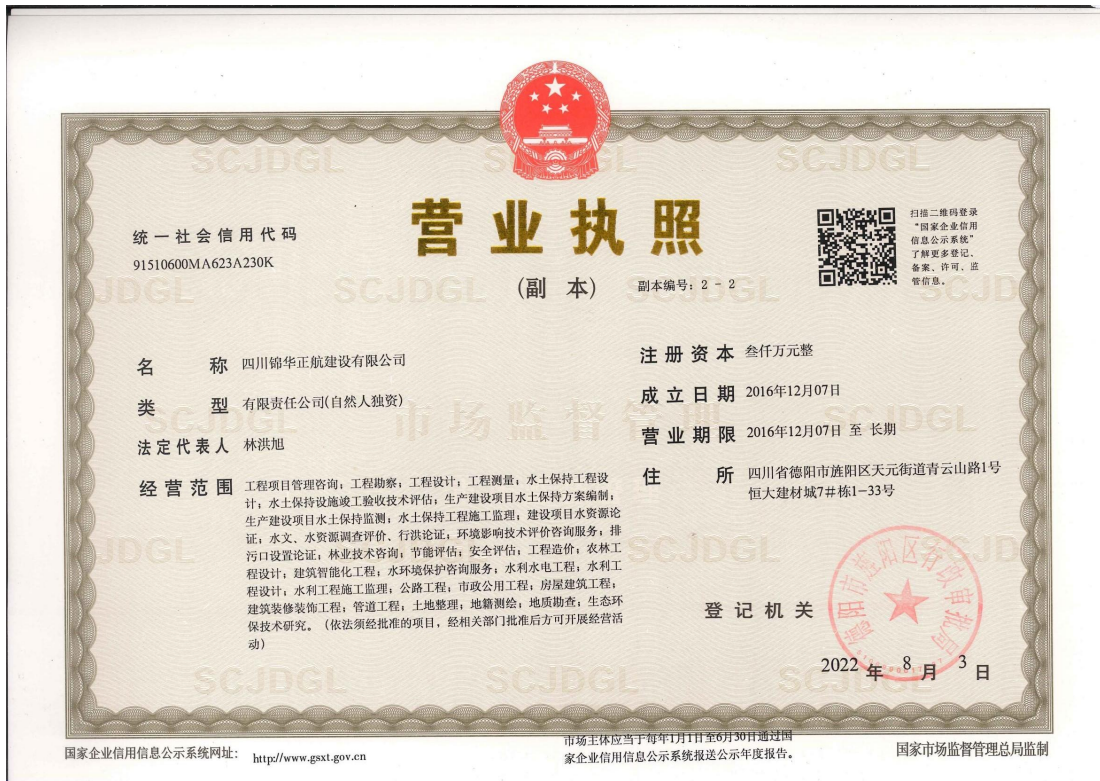 营业执照
(副 本)
副本编号：2 - 2
统一社会信用代码
91510600MA623A230K
扫描二维码登录
“国家企业信用
信息公示系统”
了解更多登记、
备案、许可、监
管信息。
名 称 四川锦华正航建设有限公司
类 型 有限责任公司(自然人独资)
法定代表人 林洪旭
经营范围 工程项目管理咨询；工程勘察；工程设计；工程测量；水土保持工程设
计；水土保持设施竣工验收技术评估；生产建设项目水土保持方案编制；
生产建设项目水土保持监测；水土保持工程施工监理；建设项目水资源论
证；水文、水资源调查评价、行洪论证；环境影响技术评价咨询服务；排
污口设置论证；林业技术咨询；节能评估；安全评估；工程造价；农林工
程设计；建筑智能化工程；水环境保护咨询服务；水利水电工程；水利工
程设计；水利工程施工监理；公路工程；市政公用工程；房屋建筑工程；
建筑装修装饰工程；管道工程；土地整理；地籍测绘；地质勘查；生态环
保技术研究。（依法须经批准的项目，经相关部门批准后方可开展经营活
动）
注册资本 叁仟万元整
成立日期 2016年12月07日
营业期限 2016年12月07日 至 长期
住 所 四川省德阳市旌阳区天元街道青云山路1号
恒大建材城7#栋1-33号
登记机关
德阳市旌阳区行政审批局
2022 年 8 月 3 日
SCJDGL
市场监督管理
国家企业信用信息公示系统网址： http://www.gsxt.gov.cn
市场主体应当于每年1月1日至6月30日通过国
家企业信用信息公示系统报送公示年度报告。
国家市场监督管理总局监制